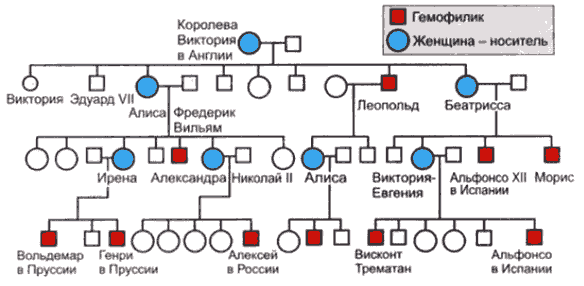 Королева
Виктория
в Англии
Гемофилик
Женщина – носитель
Виктория
Эдуард VII
Алиса
Фредерик
Вильям
Леопольд
Беатрисса
Ирена
Александра
Николай II
Алиса
Виктория-
Евгения
Альфонсо XII
в Испании
Морис
Вольдемар
в Пруссии
Генри
в Пруссии
Алексей
в России
Висконт
Трематан
Альфонсо
в Испании